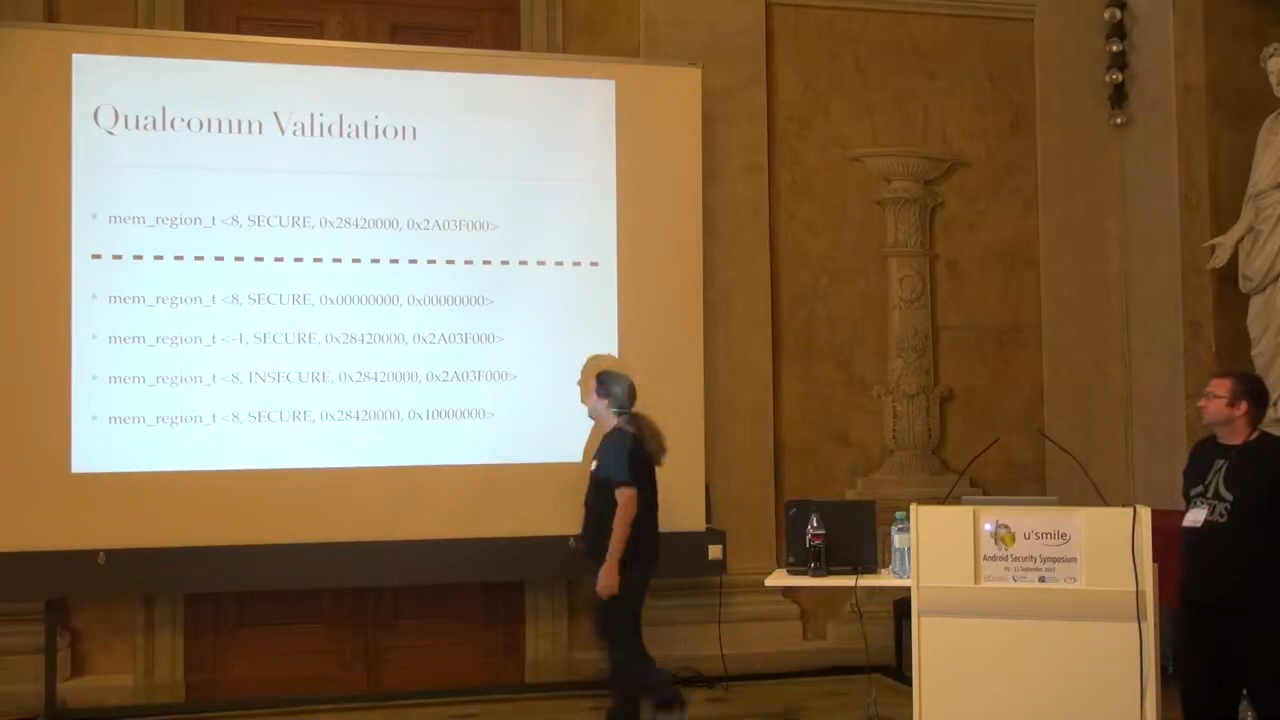 Qualcomm Validation
mem_region_t <8, SECURE, 0x28420000, 0x2A03F000>
mem_region_t <8, SECURE, 0x00000000, 0x00000000>
mem_region_t <-1, SECURE, 0x28420000, 0x2A03F000>
mem_region_t <8, INSECURE, 0x28420000, 0x2A03F000>
mem_region_t <8, SECURE, 0x28420000, 0x10000000>
u'smile
Android Security Symposium